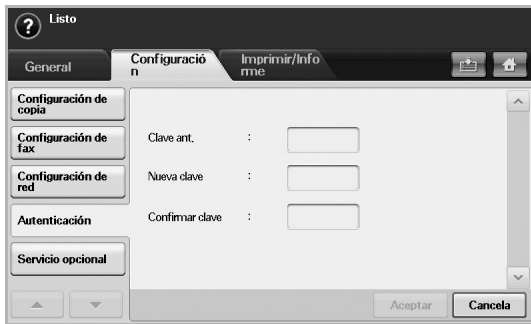 ? Listo
General
Configuració
n
Imprimir/Info
rme
Configuración de
copia
Configuración de
fax
Configuración de
red
Autenticación
Servicio opcional
Clave ant. :
Nueva clave :
Confirmar clave :
Aceptar
Cancela